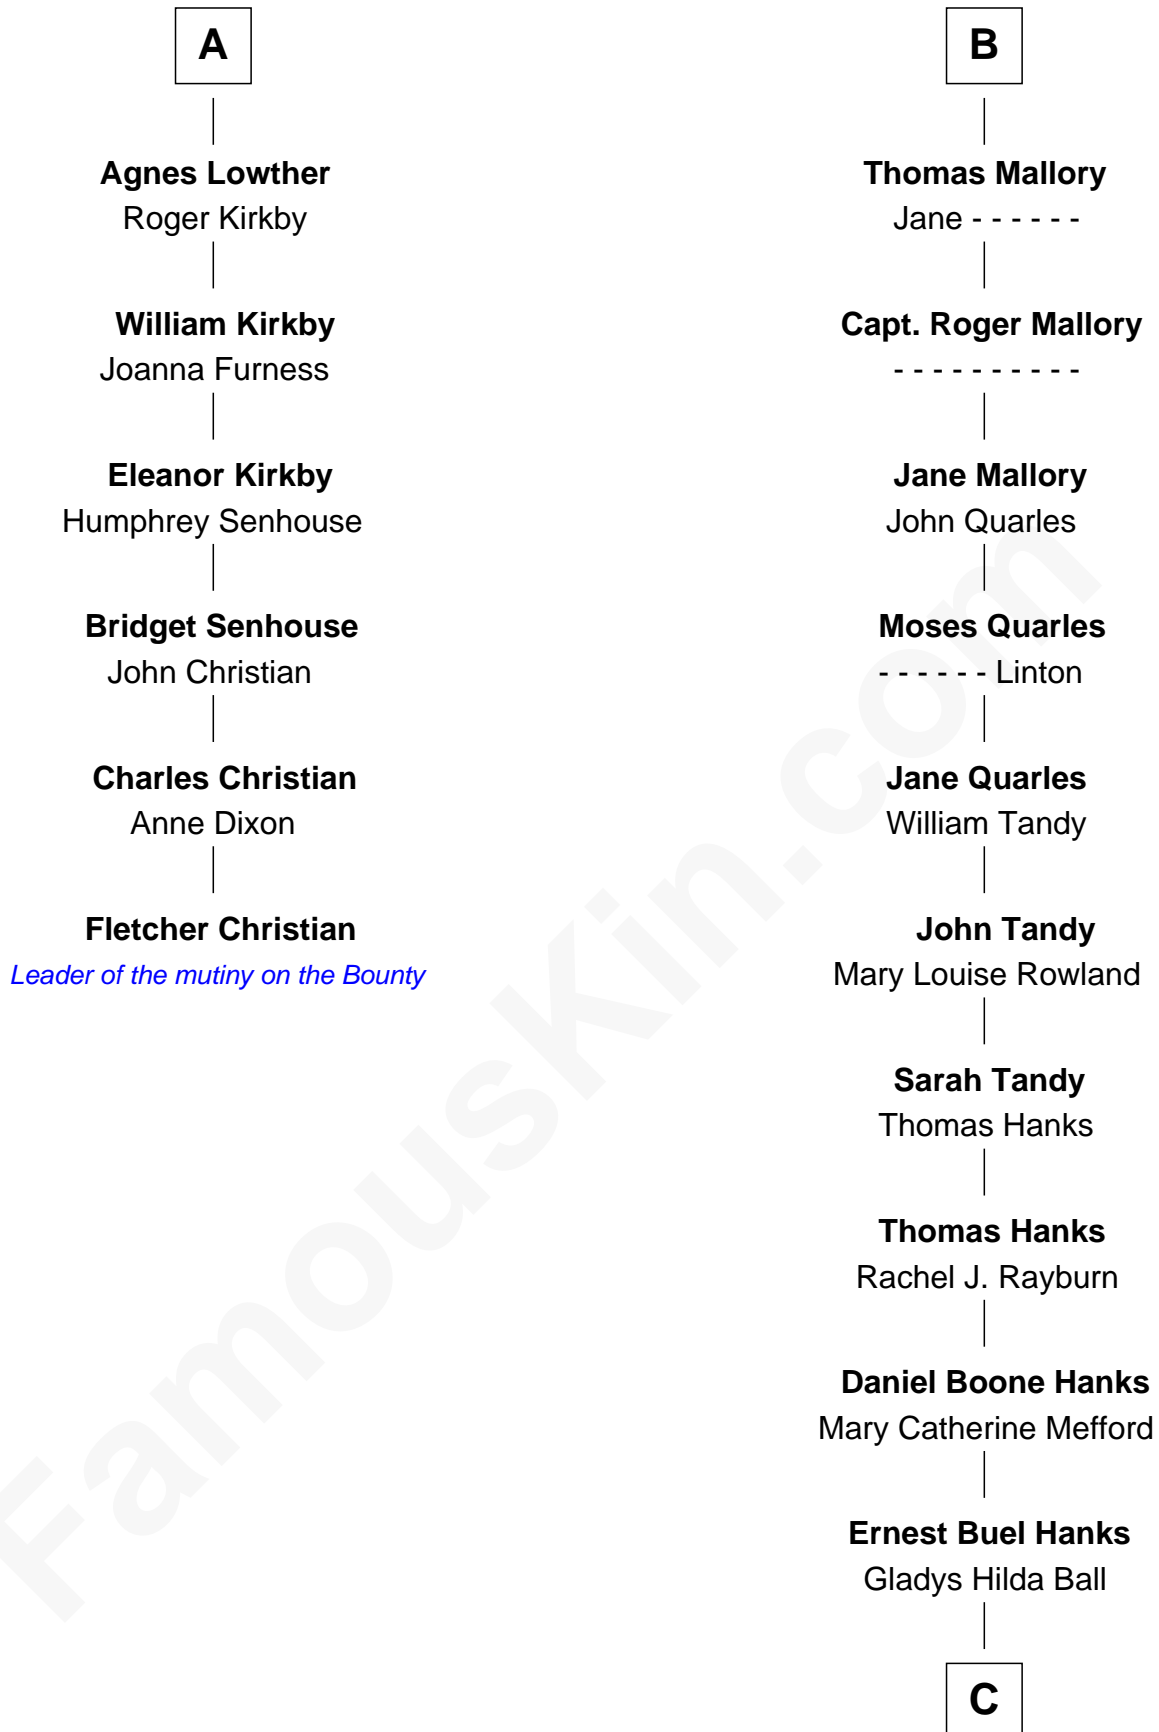 A
Agnes Lowther
Roger Kirkby
William Kirkby
Joanna Furness
Eleanor Kirkby
Humphrey Senhouse
Bridget Senhouse
John Christian
Charles Christian
Anne Dixon
Fletcher Christian
Leader of the mutiny on the Bounty
B
Thomas Mallory
Jane - - - - - -
Capt. Roger Mallory
- - - - - - - - - -
Jane Mallory
John Quarles
Moses Quarles
- - - - - - Linton
Jane Quarles
William Tandy
John Tandy
Mary Louise Rowland
Sarah Tandy
Thomas Hanks
Thomas Hanks
Rachel J. Rayburn
Daniel Boone Hanks
Mary Catherine Mefford
Ernest Buel Hanks
Gladys Hilda Ball
C
FamousKin.com